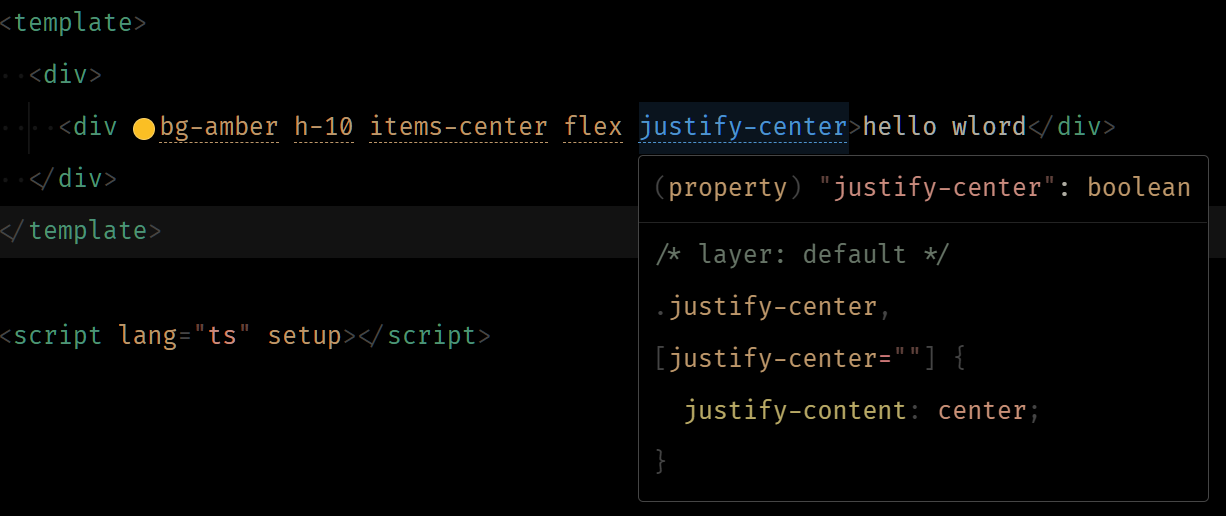 <template>
<div>
<div bg-amber h-10 items-center flex justify-center>hello wlord</div>
</div>
</template>
<script lang="ts" setup></script>
(property) "justify-center": boolean
/* layer: default */
.justify-center,
[justify-center=""] {
justify-content: center;
}